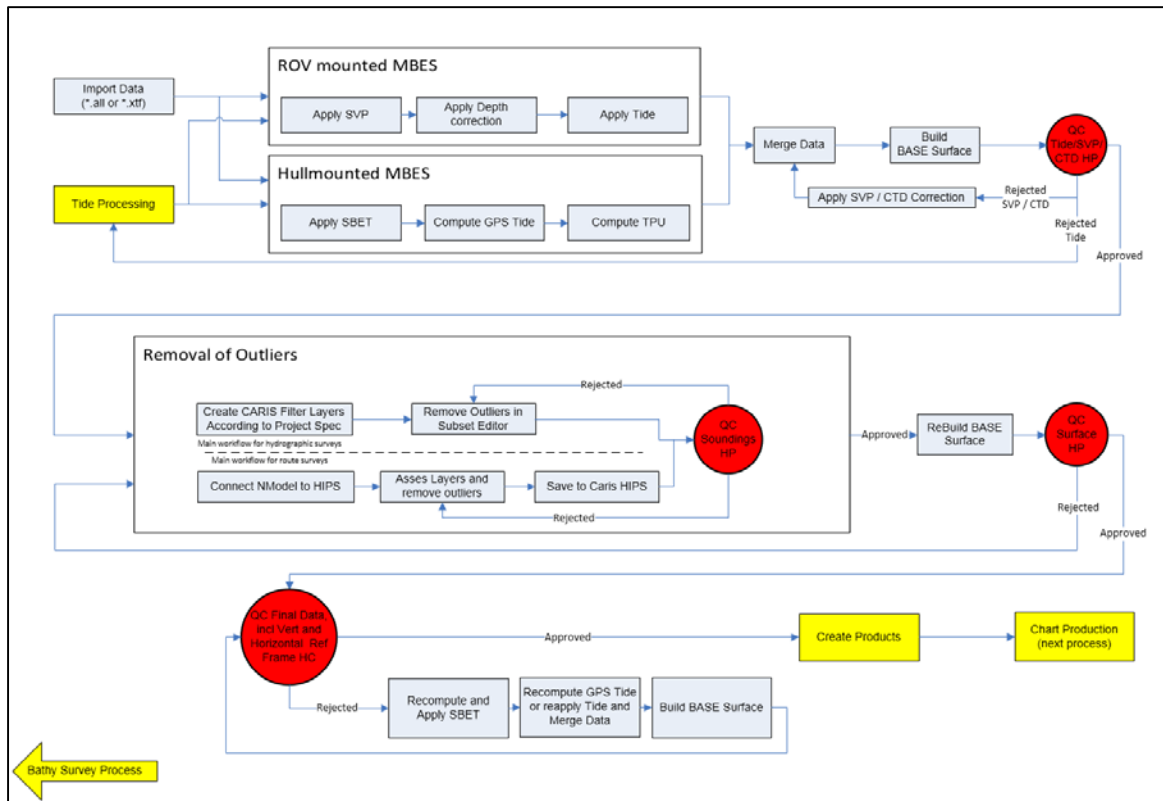 ROV mounted MBES
Import Data
(*.all or *.xtf)
Apply SVP
Apply Depth
correction
Apply Tide
Hullmounted MBES
Tide Processing
Apply SBET
Compute GPS Tide
Compute TPU
Merge Data
Build
BASE Surface
QC
Tide/SVP/
CTD HP
Apply SVP / CTD Correction
Rejected
SVP / CTD
Rejected
Tide
Approved
Removal of Outliers
Create CARIS Filter Layers
According to Project Spec
Remove Outliers in
Subset Editor
Rejected
Main workflow for hydrographic surveys
Main workflow for route surveys
Connect NModel to HIPS
Asses Layers and
remove outliers
Save to Caris HIPS
Rejected
QC
Soundings
HP
Approved
ReBuild BASE
Surface
QC
Surface
HP
Rejected
Approved
QC Final Data,
incl Vert and
Horizontal Ref
Frame HC
Approved
Create Products
Chart Production
(next process)
Rejected
Recompute and
Apply SBET
Recompute GPS Tide
or reapply Tide and
Merge Data
Build BASE Surface
Bathy Survey Process